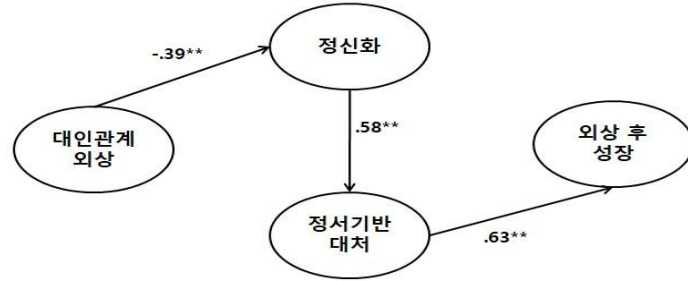 정신화
-.39**
대인관계
외상
.58**
외상 후
성장
정서기반
대처
.63**